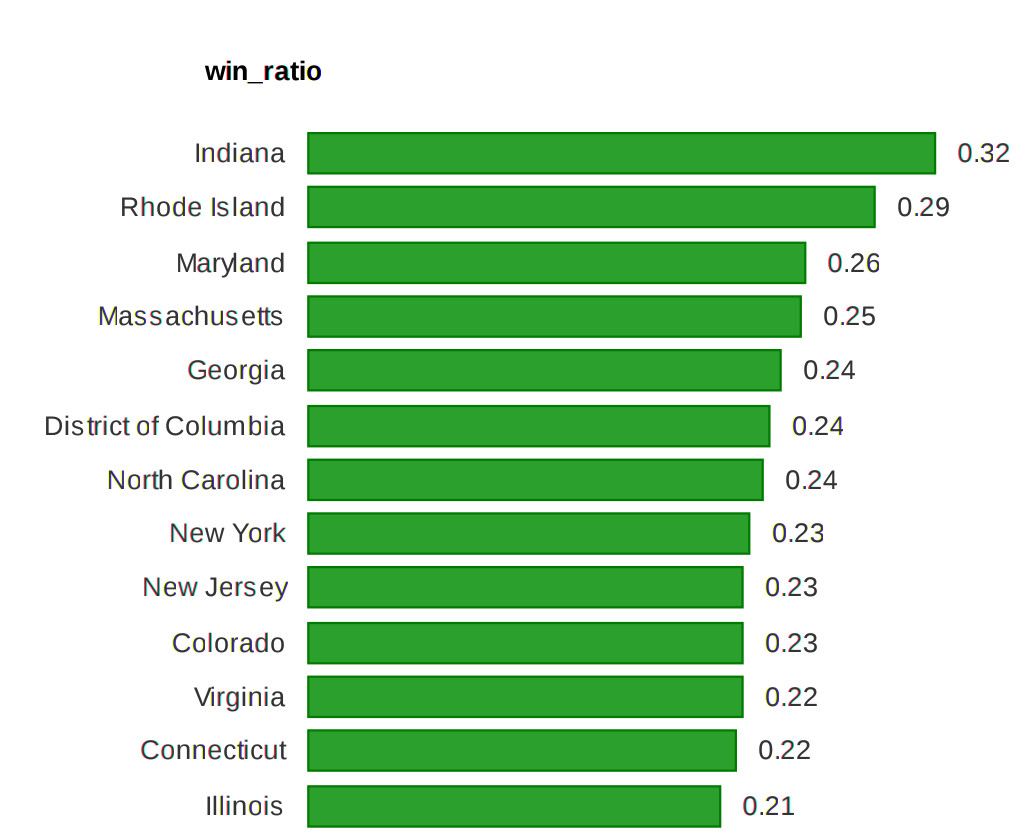 win_ratio
Indiana 0.32
Rhode Island 0.29
Maryland 0.26
Massachusetts 0.25
Georgia 0.24
District of Columbia 0.24
North Carolina 0.24
New York 0.23
New Jersey 0.23
Colorado 0.23
Virginia 0.22
Connecticut 0.22
Illinois 0.21